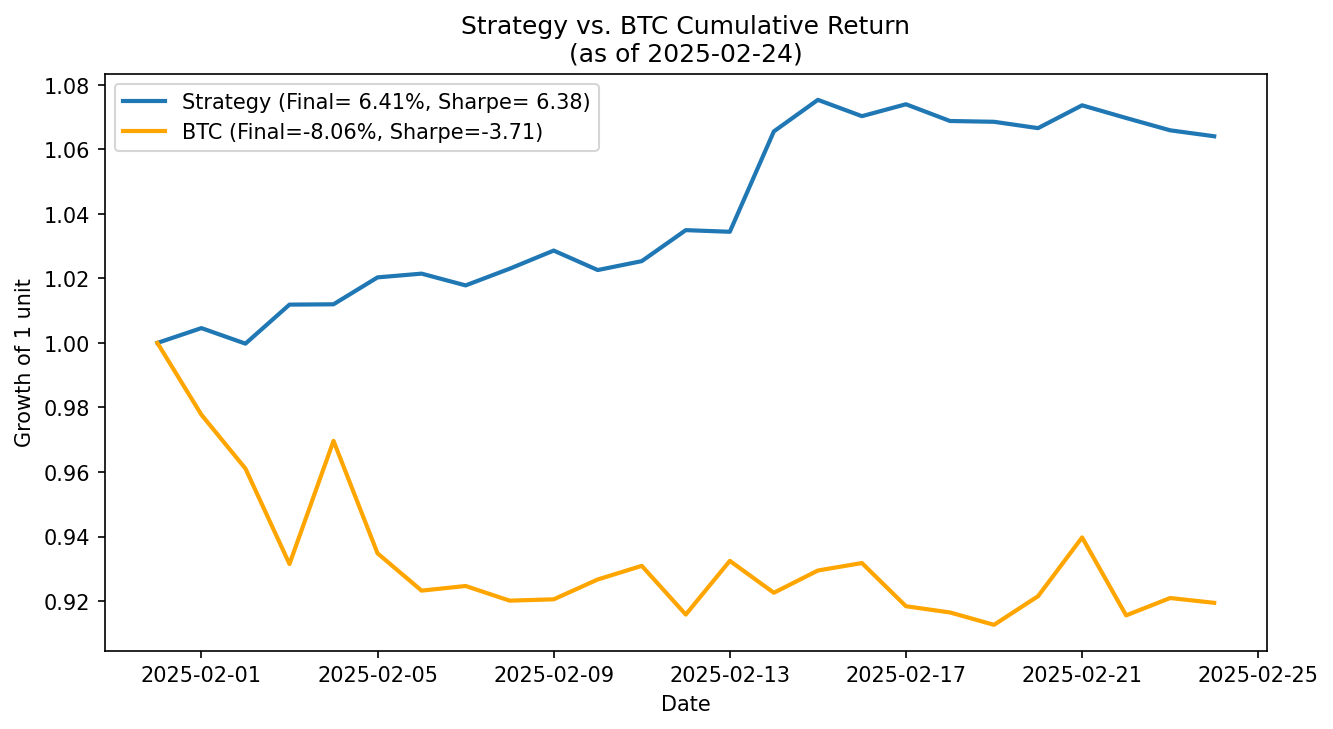 Strategy vs. BTC Cumulative Return
(as of 2025-02-24)
Strategy (Final= 6.41%, Sharpe= 6.38)
BTC (Final=-8.06%, Sharpe=-3.71)
Growth of 1 unit
1.08
1.06
1.04
1.02
1.00
0.98
0.96
0.94
0.92
2025-02-01 2025-02-05 2025-02-09 2025-02-13 2025-02-17 2025-02-21 2025-02-25
Date